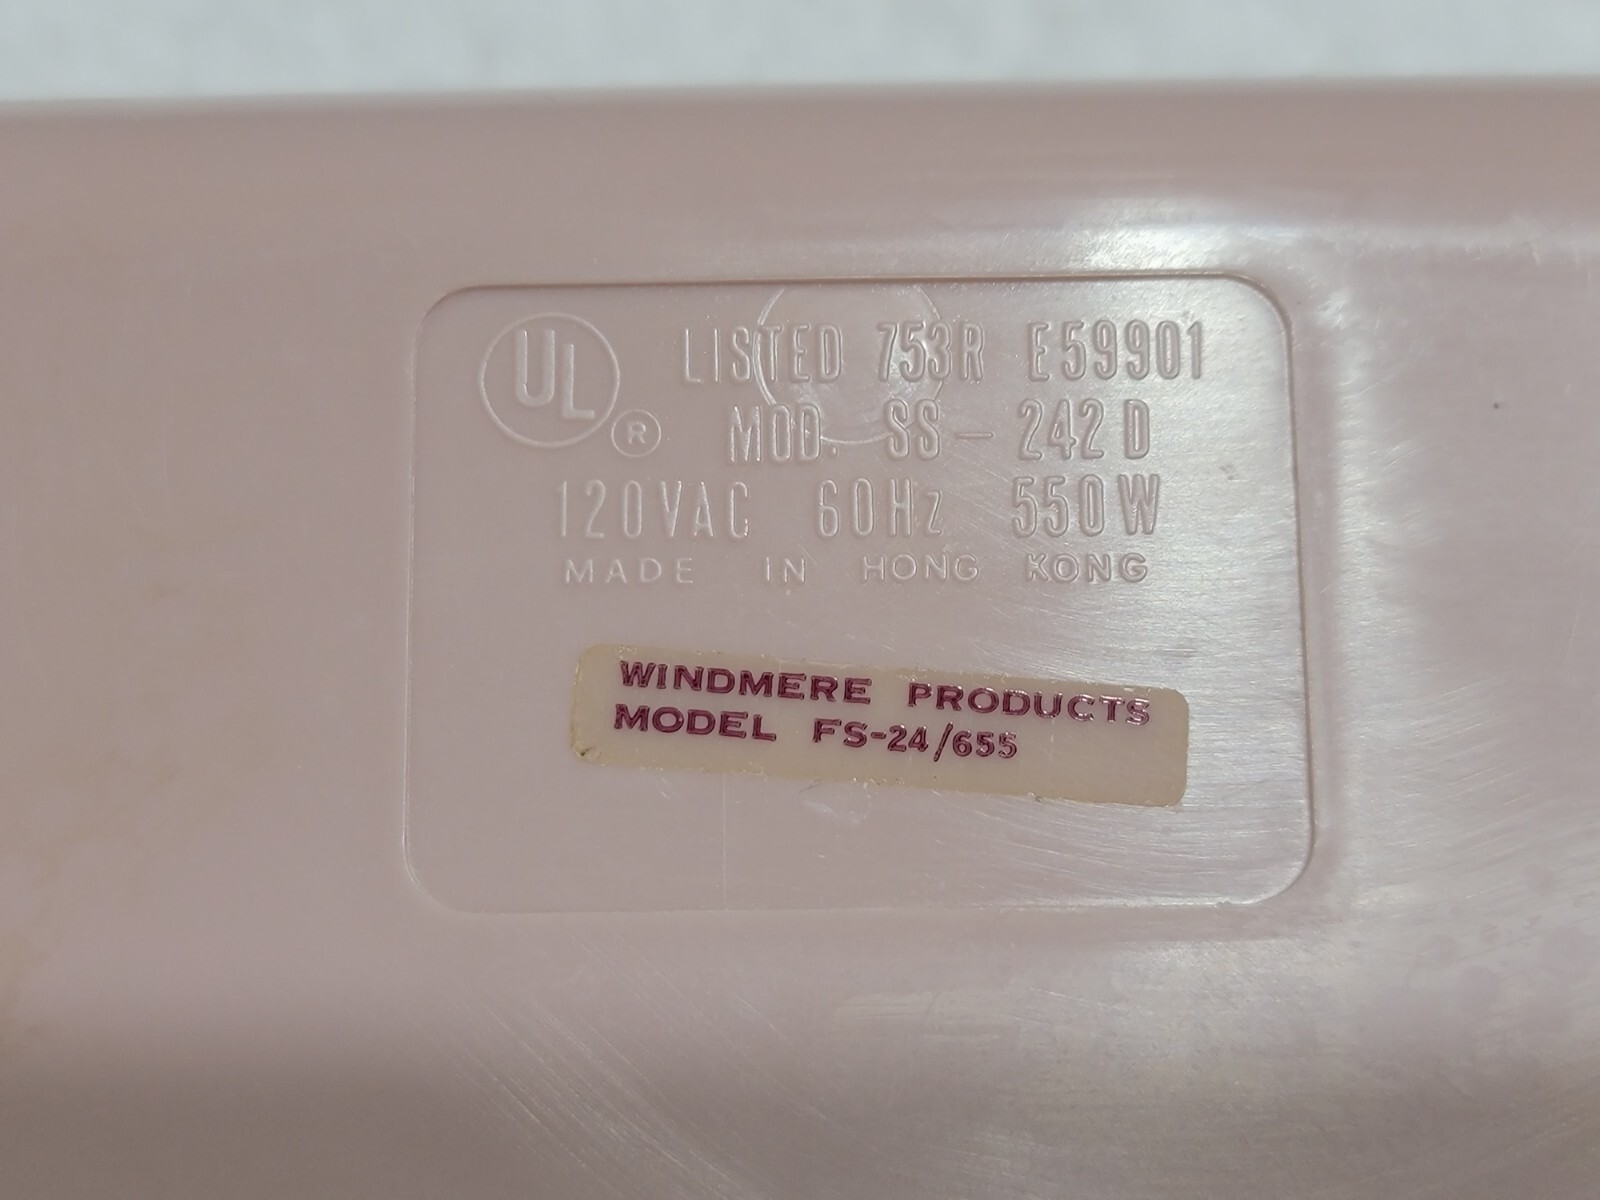 UL ® LISTED 753R E59901
MOD. SS-242D
120VAC 60Hz 550W
MADE IN HONG KONG
WINDMERE PRODUCTS
MODEL FS-24/655